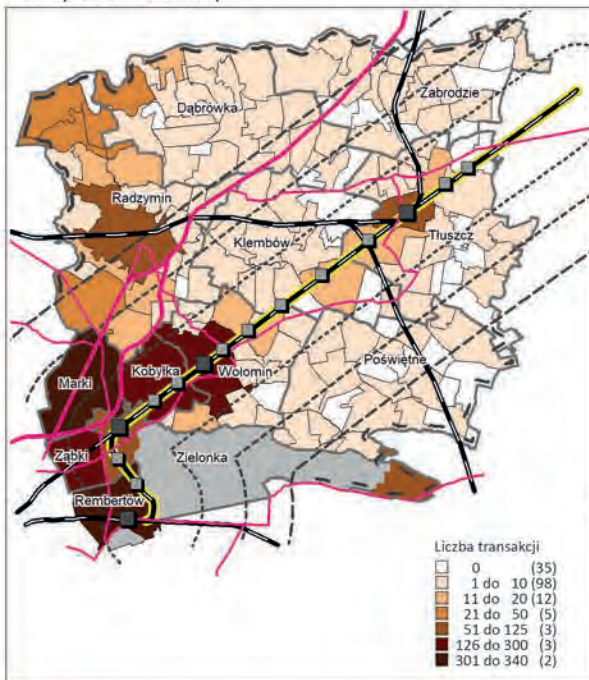 Dąbrówka
Zabrodzie
Radzymin
Klembów
Tłuszcz
Marki
Kobyłka
Wołomin
Poświętne
Ząbki
Zielonka
Rembertów
Liczba transakcji
0 (35)
1 do 10 (98)
11 do 20 (12)
21 do 50 (5)
51 do 125 (3)
126 do 300 (3)
301 do 340 (2)